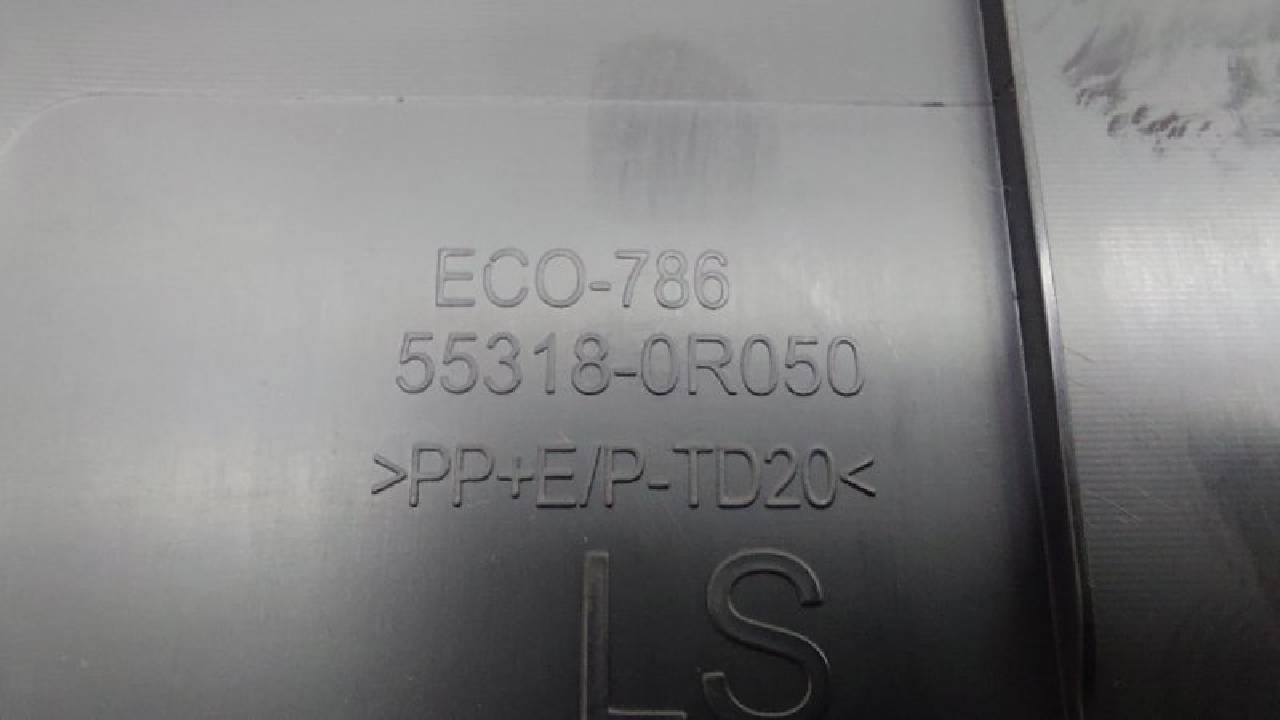 ECO-786
55318-0R050
>PP+E/P-TD20<
LS